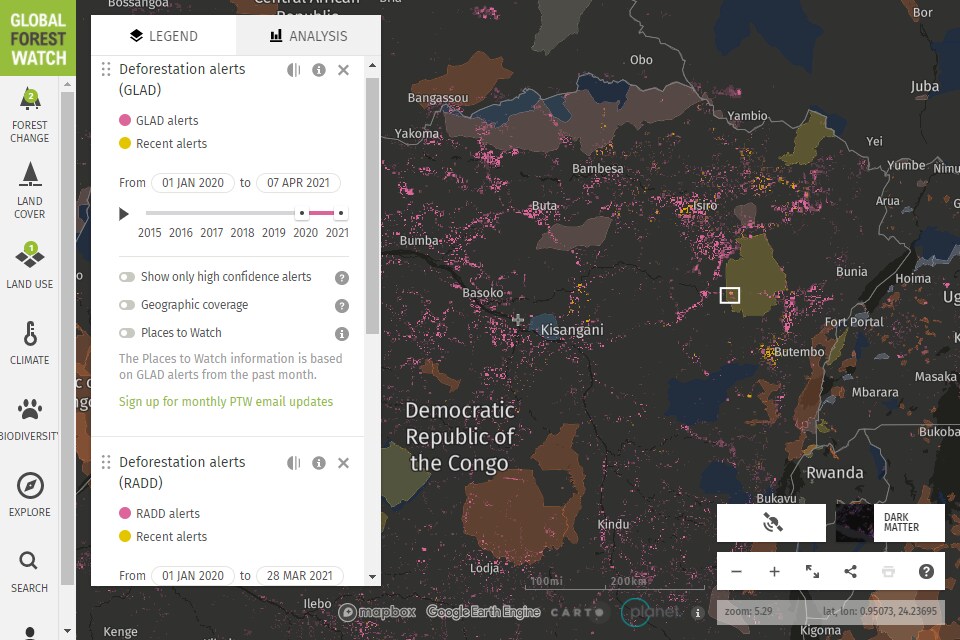 GLOBAL
FOREST
WATCH
2
FOREST
CHANGE
LAND
COVER
1
LAND USE
CLIMATE
BIODIVERSIT
EXPLORE
SEARCH
LEGEND
ANALYSIS
Deforestation alerts
(GLAD)
GLAD alerts
Recent alerts
From 01 JAN 2020 to 07 APR 2021
2015 2016 2017 2018 2019 2020 2021
Show only high confidence alerts
Geographic coverage
Places to Watch
The Places to Watch information is based
on GLAD alerts from the past month.
Sign up for monthly PTW email updates
Deforestation alerts
(RADD)
RADD alerts
Recent alerts
From 01 JAN 2020 to 28 MAR 2021
Bossangoa
Bor
Obo
Juba
Bangassou
Yambio
Yakoma
Yei
Bambesa
Yumbe
Nimu
Arua
Buta
Isiro
Bumba
Bunia
Hoima
Basoko
Ug
Kisangani
Fort Portal
Butembo
Masaka
Mbarara
Democratic
Republic of
the Congo
Bukoba
Rwanda
Bukavu
Kindu
Lodja
Ilebo
Kenge
Kigoma
100mi
200km
mapbox
Google Earth Engine
CARTO
planet
DARK
MATTER
zoom: 5.29
lat, lon: 0.95073, 24.23695